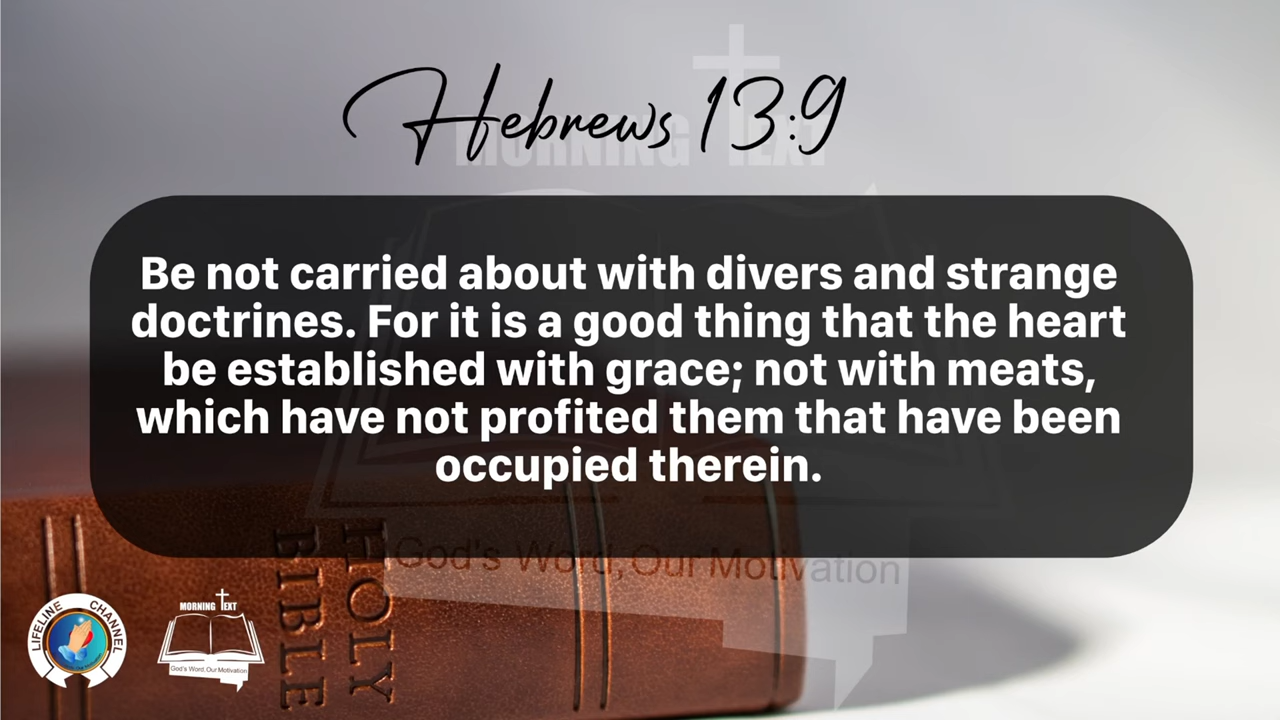 Hebrews 13:9
MORNING TEXT
Be not carried about with divers and strange
doctrines. For it is a good thing that the heart
be established with grace; not with meats,
which have not profited them that have been
occupied therein.
God's Word, Our Motivation
HOLY
BIBLE
LIFELINE CHANNEL
MORNING TEXT
God's Word, Our Motivation